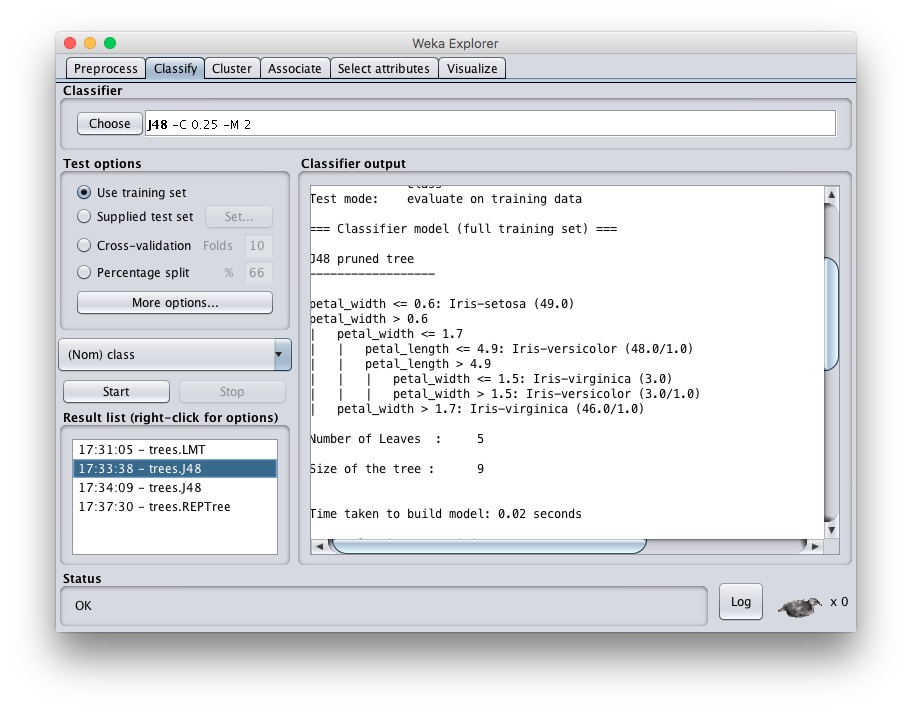 Weka Explorer
Preprocess Classify Cluster Associate Select attributes Visualize
Classifier
Choose J48 -C 0.25 -M 2
Test options
Use training set
Supplied test set Set...
Cross-validation Folds 10
Percentage split % 66
More options...
(Nom) class
Start Stop
Result list (right-click for options)
17:31:05 - trees.LMT
17:33:38 - trees.J48
17:34:09 - trees.J48
17:37:30 - trees.REPTree
Classifier output
class
Test mode:    evaluate on training data
=== Classifier model (full training set) ===
J48 pruned tree
------------------
petal_width <= 0.6: Iris-setosa (49.0)
petal_width > 0.6
|   petal_width <= 1.7
|   |   petal_length <= 4.9: Iris-versicolor (48.0/1.0)
|   |   petal_length > 4.9
|   |   |   petal_width <= 1.5: Iris-virginica (3.0)
|   |   |   petal_width > 1.5: Iris-versicolor (3.0/1.0)
|   petal_width > 1.7: Iris-virginica (46.0/1.0)
Number of Leaves  :     5
Size of the tree :      9
Time taken to build model: 0.02 seconds
Status
OK
Log x 0